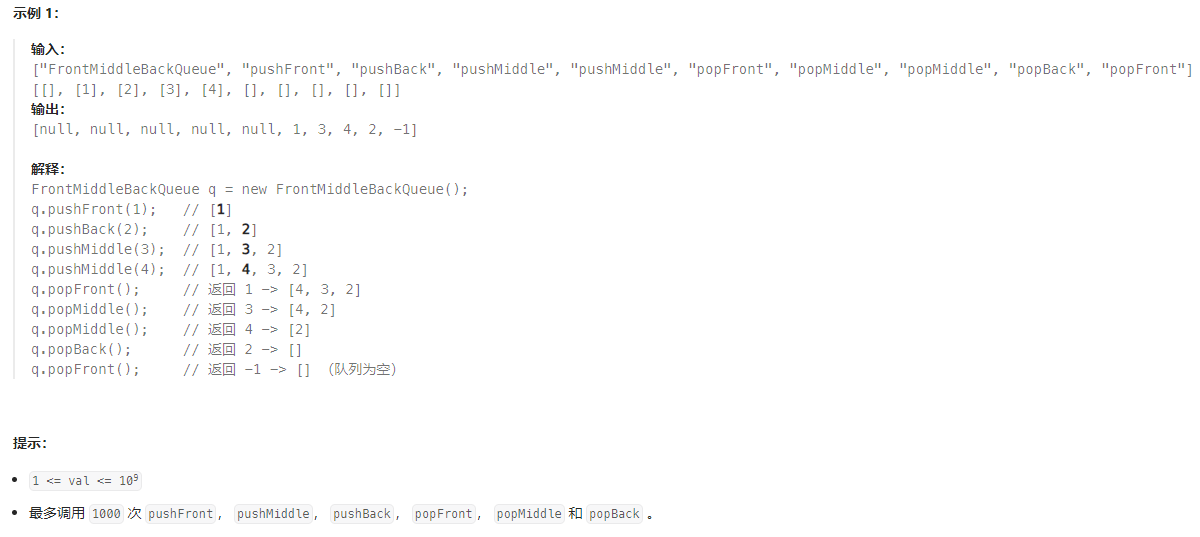 示例 1：
输入：
["FrontMiddleBackQueue", "pushFront", "pushBack", "pushMiddle", "pushMiddle", "popFront", "popMiddle", "popMiddle", "popBack", "popFront"]
[[], [1], [2], [3], [4], [], [], [], [], []]
输出：
[null, null, null, null, null, 1, 3, 4, 2, -1]
解释：
FrontMiddleBackQueue q = new FrontMiddleBackQueue();
q.pushFront(1);   // [1]
q.pushBack(2);    // [1, 2]
q.pushMiddle(3);  // [1, 3, 2]
q.pushMiddle(4);  // [1, 4, 3, 2]
q.popFront();     // 返回 1 -> [4, 3, 2]
q.popMiddle();    // 返回 3 -> [4, 2]
q.popMiddle();    // 返回 4 -> [2]
q.popBack();      // 返回 2 -> []
q.popFront();     // 返回 -1 -> [] （队列为空）
提示：
• 1 <= val <= 10⁹
• 最多调用 1000 次 pushFront， pushMiddle， pushBack， popFront， popMiddle 和 popBack 。